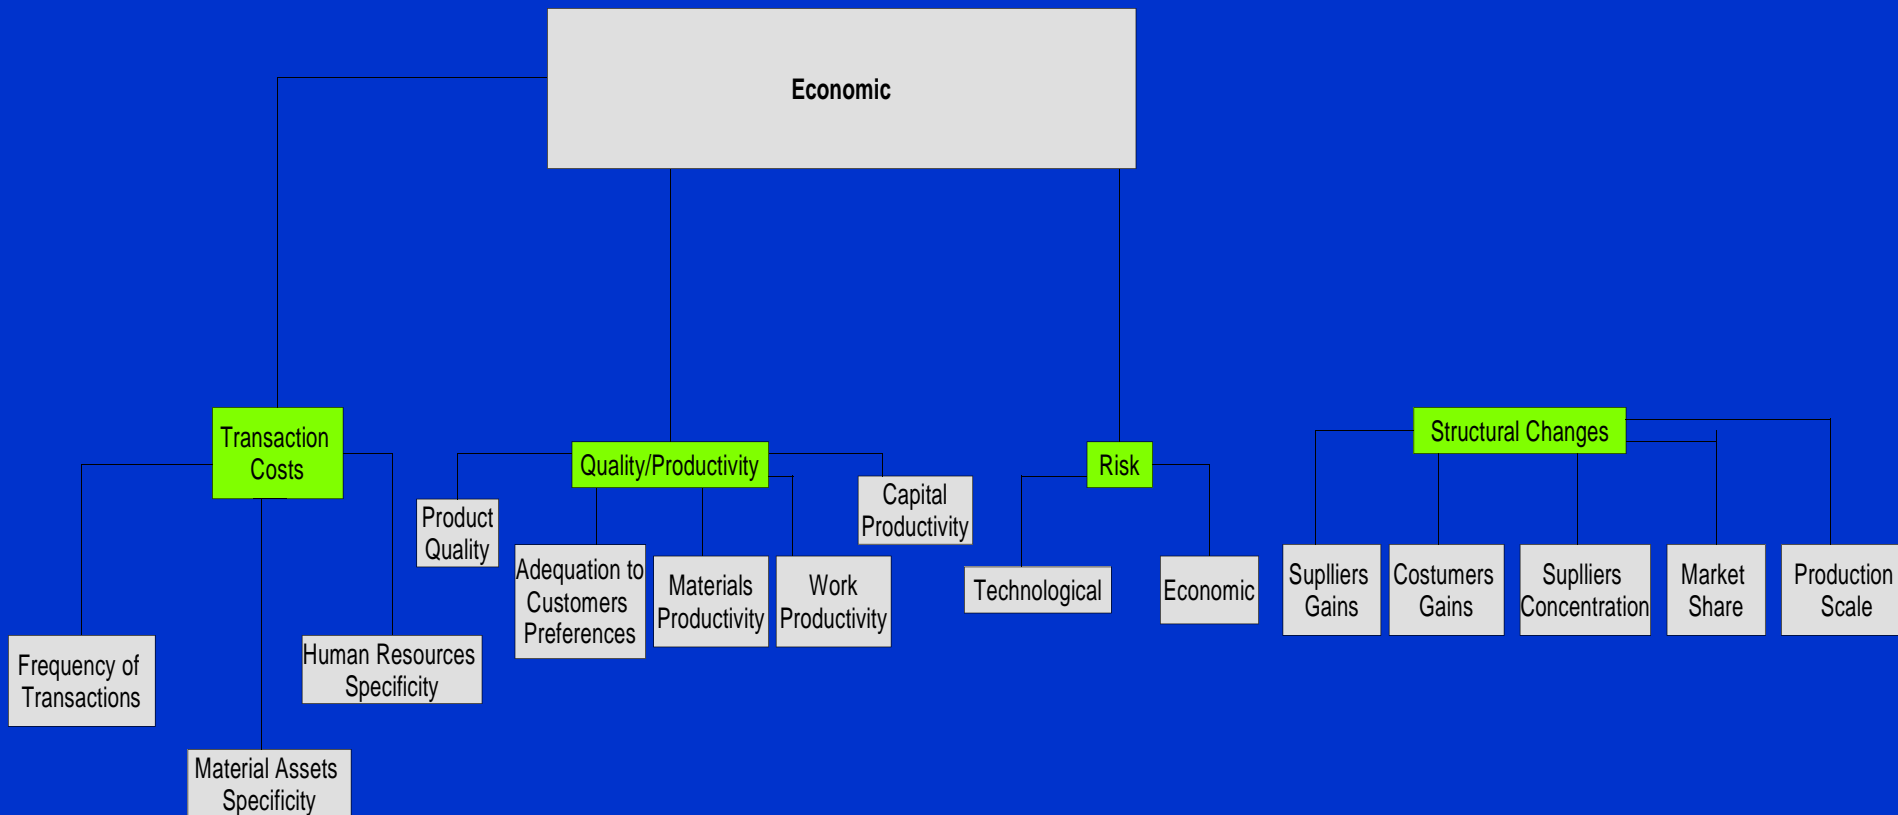 Economic
Transaction
Costs
Quality/Productivity
Risk
Structural Changes
Frequency of
Transactions
Material Assets
Specificity
Human Resources
Specificity
Product
Quality
Adequation to
Customers
Preferences
Materials
Productivity
Work
Productivity
Capital
Productivity
Technological
Economic
Suplliers
Gains
Costumers
Gains
Suplliers
Concentration
Market
Share
Production
Scale